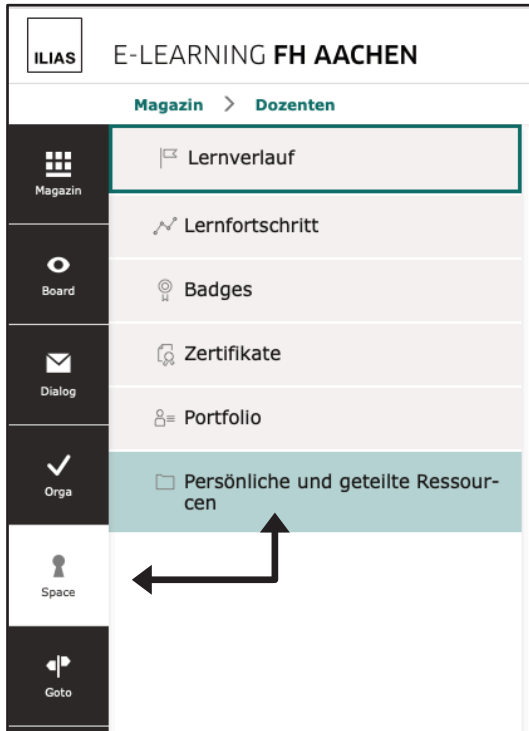 ILIAS
E-LEARNING FH AACHEN
Magazin > Dozenten
Magazin
Board
Dialog
Orga
Space
Goto
Lernverlauf
Lernfortschritt
Badges
Zertifikate
Portfolio
Persönliche und geteilte Ressour-
cen